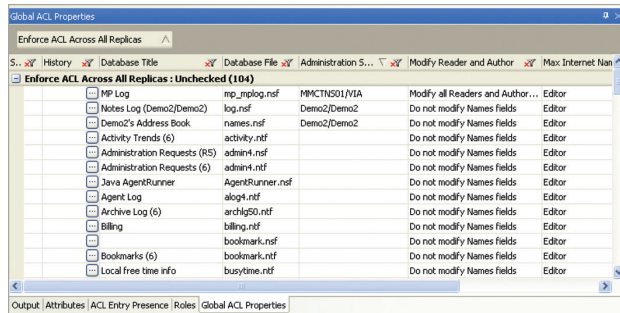 Global ACL Properties
Enforce ACL Across All Replicas
S.. History Database Title Database File Administration S... Modify Reader and Author Max Internet Nam
Enforce ACL Across All Replicas : Unchecked (104)
MP Log mp_mplog.nsf MMCTNS01/VIA Modify all Readers and Author... Editor
Notes Log (Demo2/Demo2) log.nsf Demo2/Demo2 Do not modify Names fields Editor
Demo2's Address Book names.nsf Demo2/Demo2 Do not modify Names fields Editor
Activity Trends (6) activity.ntf Do not modify Names fields Editor
Administration Requests (R5) admin4.nsf Do not modify Names fields Editor
Administration Requests (6) admin4.ntf Do not modify Names fields Editor
Java AgentRunner AgentRunner.nsf Do not modify Names fields Editor
Agent Log alog4.ntf Do not modify Names fields Editor
Archive Log (6) archlg50.ntf Do not modify Names fields Editor
Billing billing.ntf Do not modify Names fields Editor
bookmark.nsf Do not modify Names fields Editor
Bookmarks (6) bookmark.ntf Do not modify Names fields Editor
Local free time info busytime.ntf Do not modify Names fields Editor
Output Attributes ACL Entry Presence Roles Global ACL Properties